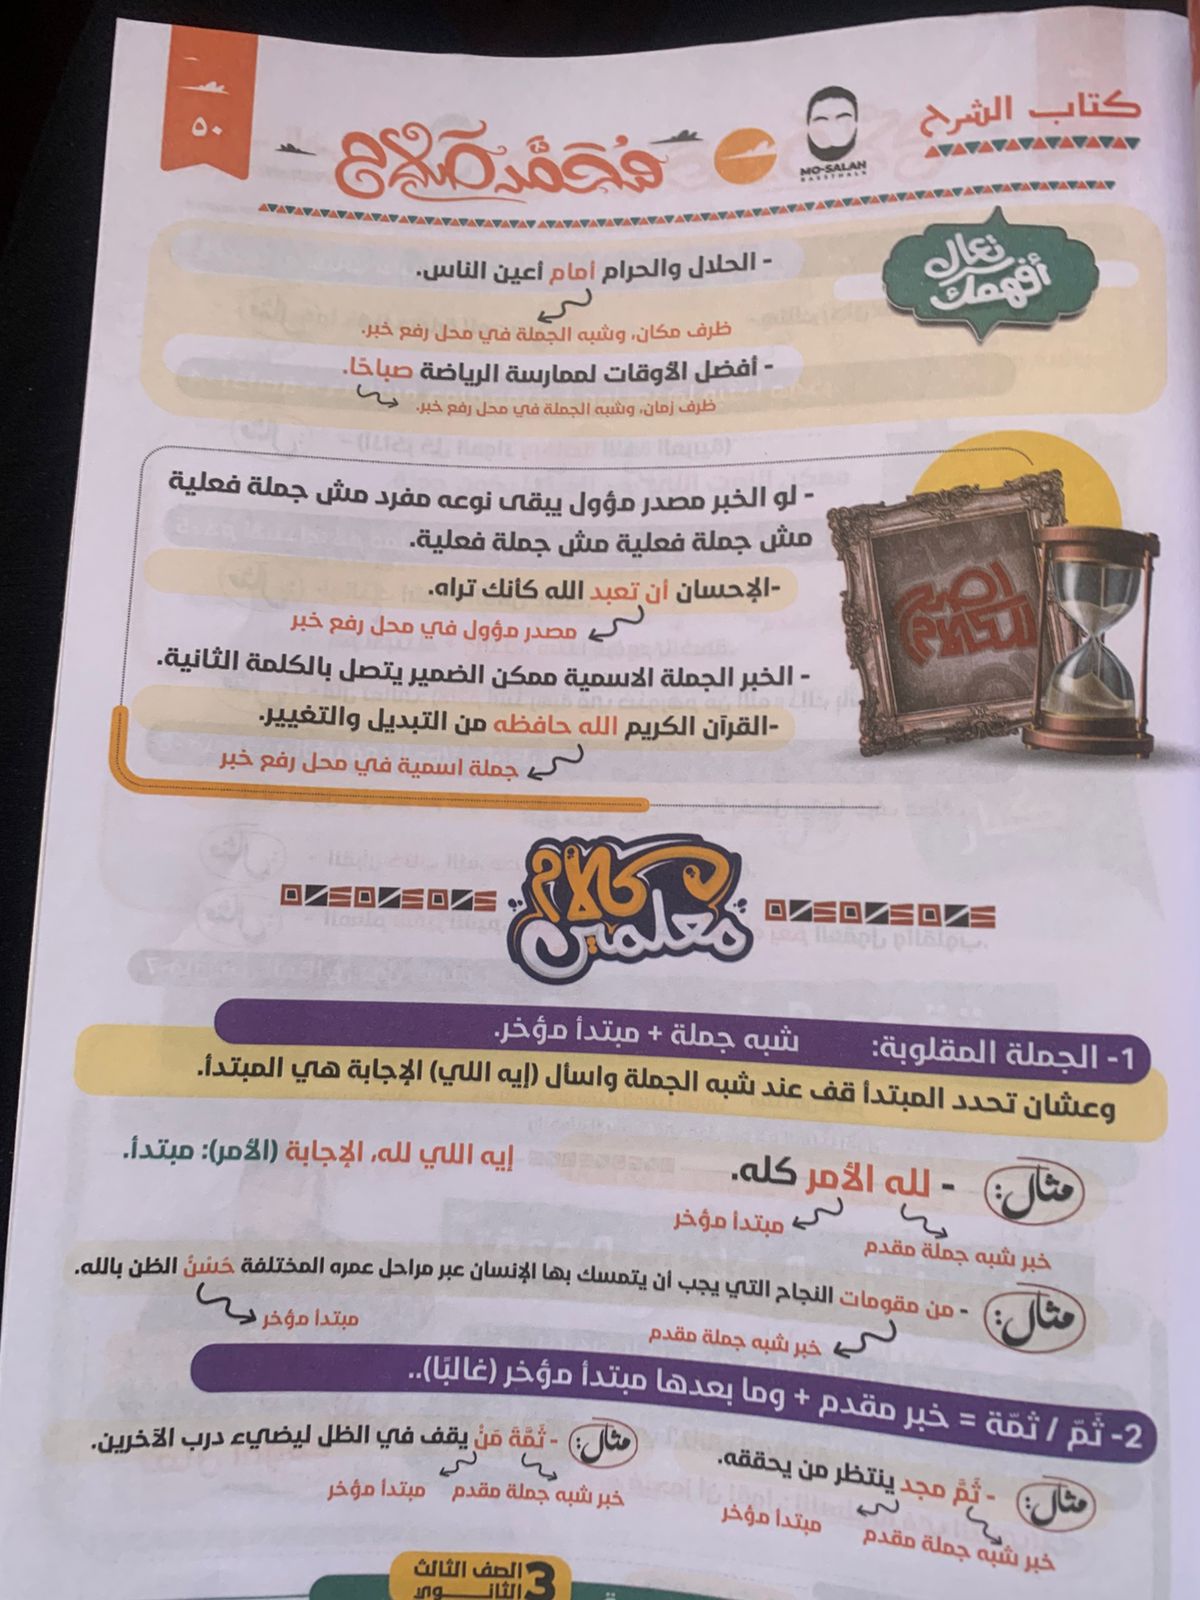 كتاب الشرح
MO-SALAH
محمد صلاح
٥٠
تعالى أفهمك
- الحلال والحرام أمام أعين الناس.
ظرف مكان، وشبه الجملة في محل رفع خبر.
- أفضل الأوقات لممارسة الرياضة صباحًا.
ظرف زمان، وشبه الجملة في محل رفع خبر.
- لو الخبر مصدر مؤول يبقى نوعه مفرد مش جملة فعلية
مش جملة فعلية مش جملة فعلية.
-الإحسان أن تعبد الله كأنك تراه.
مصدر مؤول في محل رفع خبر
- الخبر الجملة الاسمية ممكن الضمير يتصل بالكلمة الثانية.
-القرآن الكريم الله حافظه من التبديل والتغيير.
جملة اسمية في محل رفع خبر
كلام معلمين
1- الجملة المقلوبة: شبه جملة + مبتدأ مؤخر.
وعشان تحدد المبتدأ قف عند شبه الجملة واسأل (إيه اللي) الإجابة هي المبتدأ.
مثال: - لله الأمر كله. إيه اللي لله، الإجابة (الأمر): مبتدأ.
خبر شبه جملة مقدم مبتدأ مؤخر
مثال: - من مقومات النجاح التي يجب أن يتمسك بها الإنسان عبر مراحل عمره المختلفة حُسْنُ الظن بالله.
خبر شبه جملة مقدم مبتدأ مؤخر
2- ثَمّ / ثمّة = خبر مقدم + وما بعدها مبتدأ مؤخر (غالبًا)..
مثال: - ثَمَّ مجد ينتظر من يحققه. مثال: - ثَمَّةَ مَنْ يقف في الظل ليضيء درب الآخرين.
خبر شبه جملة مقدم مبتدأ مؤخر خبر شبه جملة مقدم مبتدأ مؤخر
3 الصف الثالث
الثانوي